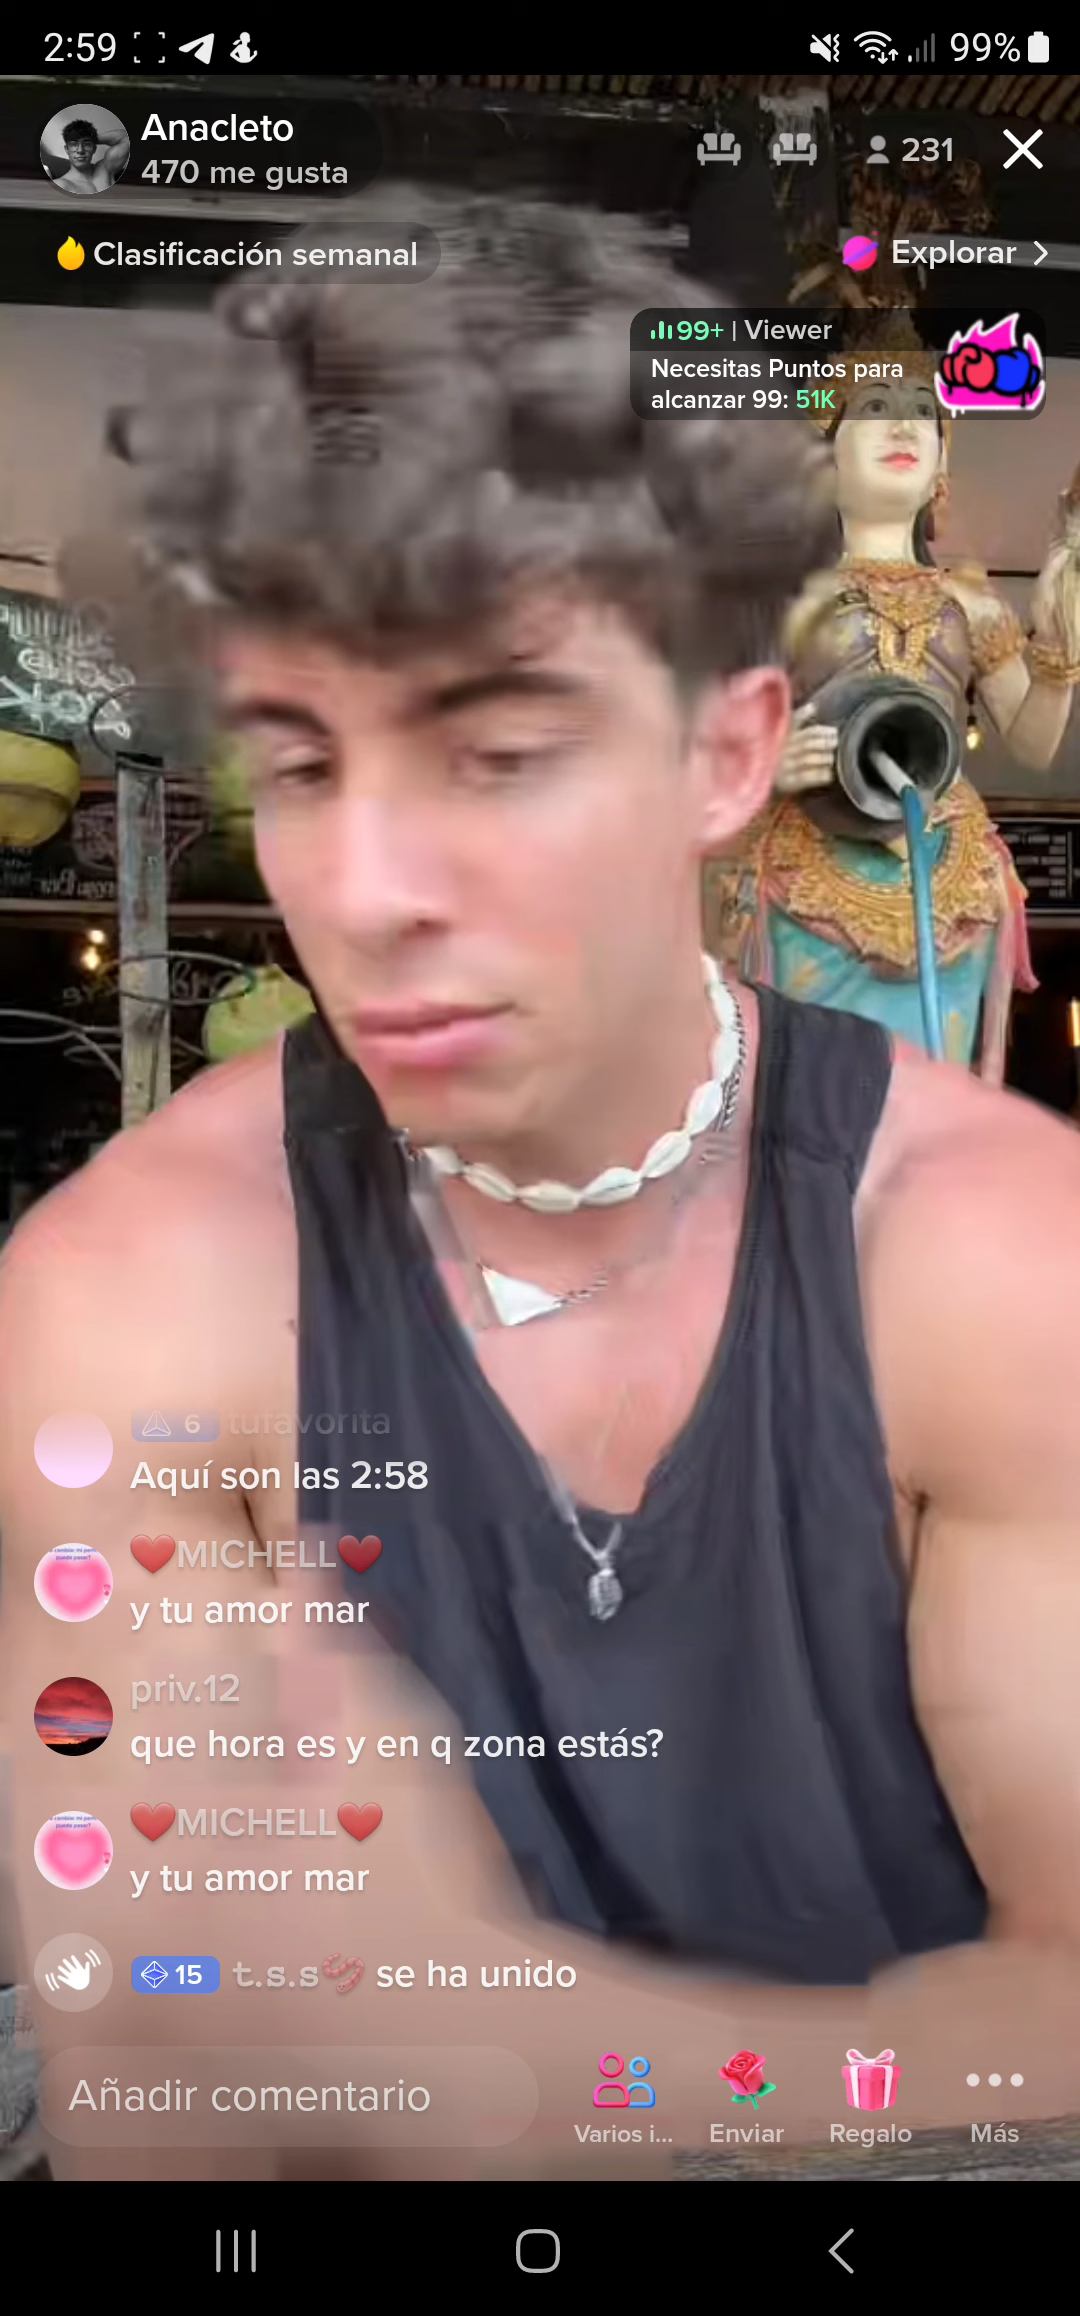 2:59
99%
Anacleto
470 me gusta
231
Clasificación semanal
Explorar
99+ | Viewer
Necesitas Puntos para
alcanzar 99: 51K
6 tufavorita
Aquí son las 2:58
❤️MICHELL❤️
y tu amor mar
priv.12
que hora es y en q zona estás?
❤️MICHELL❤️
y tu amor mar
15 t.s.s se ha unido
Añadir comentario
Varios i...
Enviar
Regalo
Más